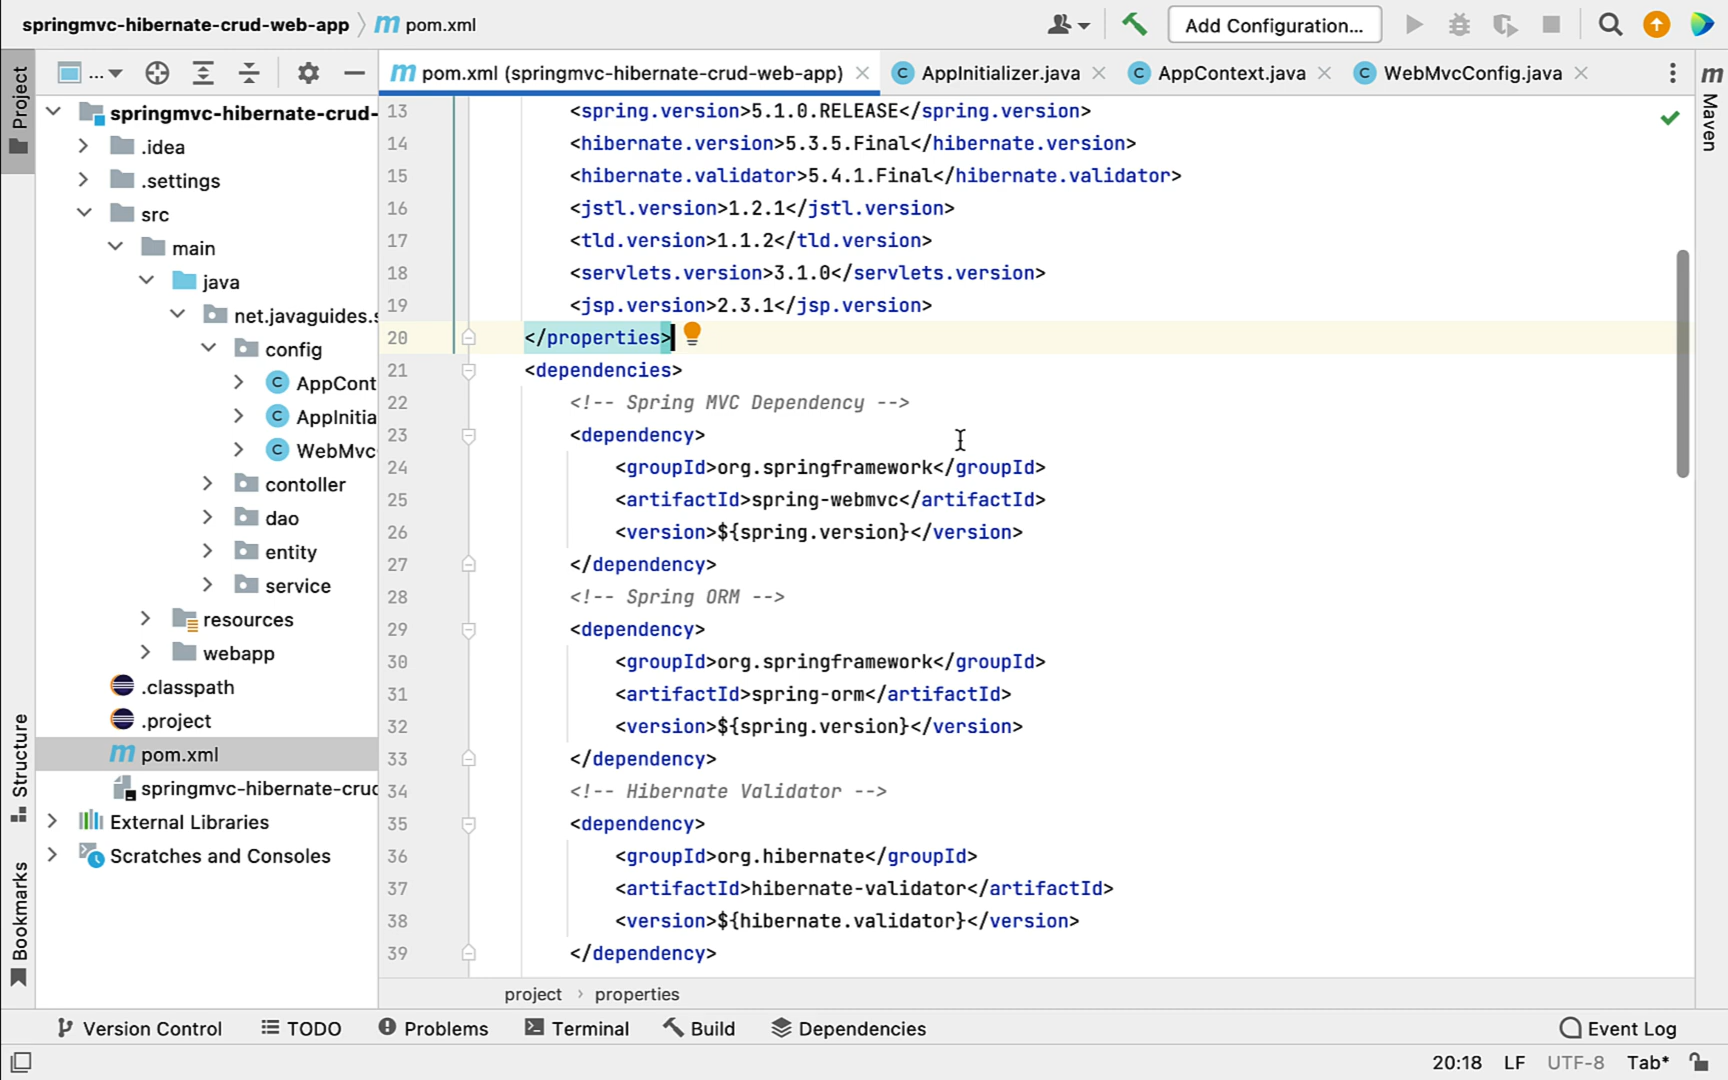 springmvc-hibernate-crud-web-app
pom.xml
Add Configuration...
Project
...
pom.xml (springmvc-hibernate-crud-web-app)
AppInitializer.java
AppContext.java
WebMvcConfig.java
Maven
springmvc-hibernate-crud-
.idea
.settings
src
main
java
net.javaguides.s
config
AppCont
AppInitia
WebMvc
contoller
dao
entity
service
resources
webapp
.classpath
.project
pom.xml
springmvc-hibernate-crud
External Libraries
Scratches and Consoles
Structure
Bookmarks
13 <spring.version>5.1.0.RELEASE</spring.version>
14 <hibernate.version>5.3.5.Final</hibernate.version>
15 <hibernate.validator>5.4.1.Final</hibernate.validator>
16 <jstl.version>1.2.1</jstl.version>
17 <tld.version>1.1.2</tld.version>
18 <servlets.version>3.1.0</servlets.version>
19 <jsp.version>2.3.1</jsp.version>
20 </properties>
21 <dependencies>
22 <!-- Spring MVC Dependency -->
23 <dependency>
24 <groupId>org.springframework</groupId>
25 <artifactId>spring-webmvc</artifactId>
26 <version>${spring.version}</version>
27 </dependency>
28 <!-- Spring ORM -->
29 <dependency>
30 <groupId>org.springframework</groupId>
31 <artifactId>spring-orm</artifactId>
32 <version>${spring.version}</version>
33 </dependency>
34 <!-- Hibernate Validator -->
35 <dependency>
36 <groupId>org.hibernate</groupId>
37 <artifactId>hibernate-validator</artifactId>
38 <version>${hibernate.validator}</version>
39 </dependency>
project › properties
Version Control TODO Problems Terminal Build Dependencies Event Log
20:18 LF UTF-8 Tab*